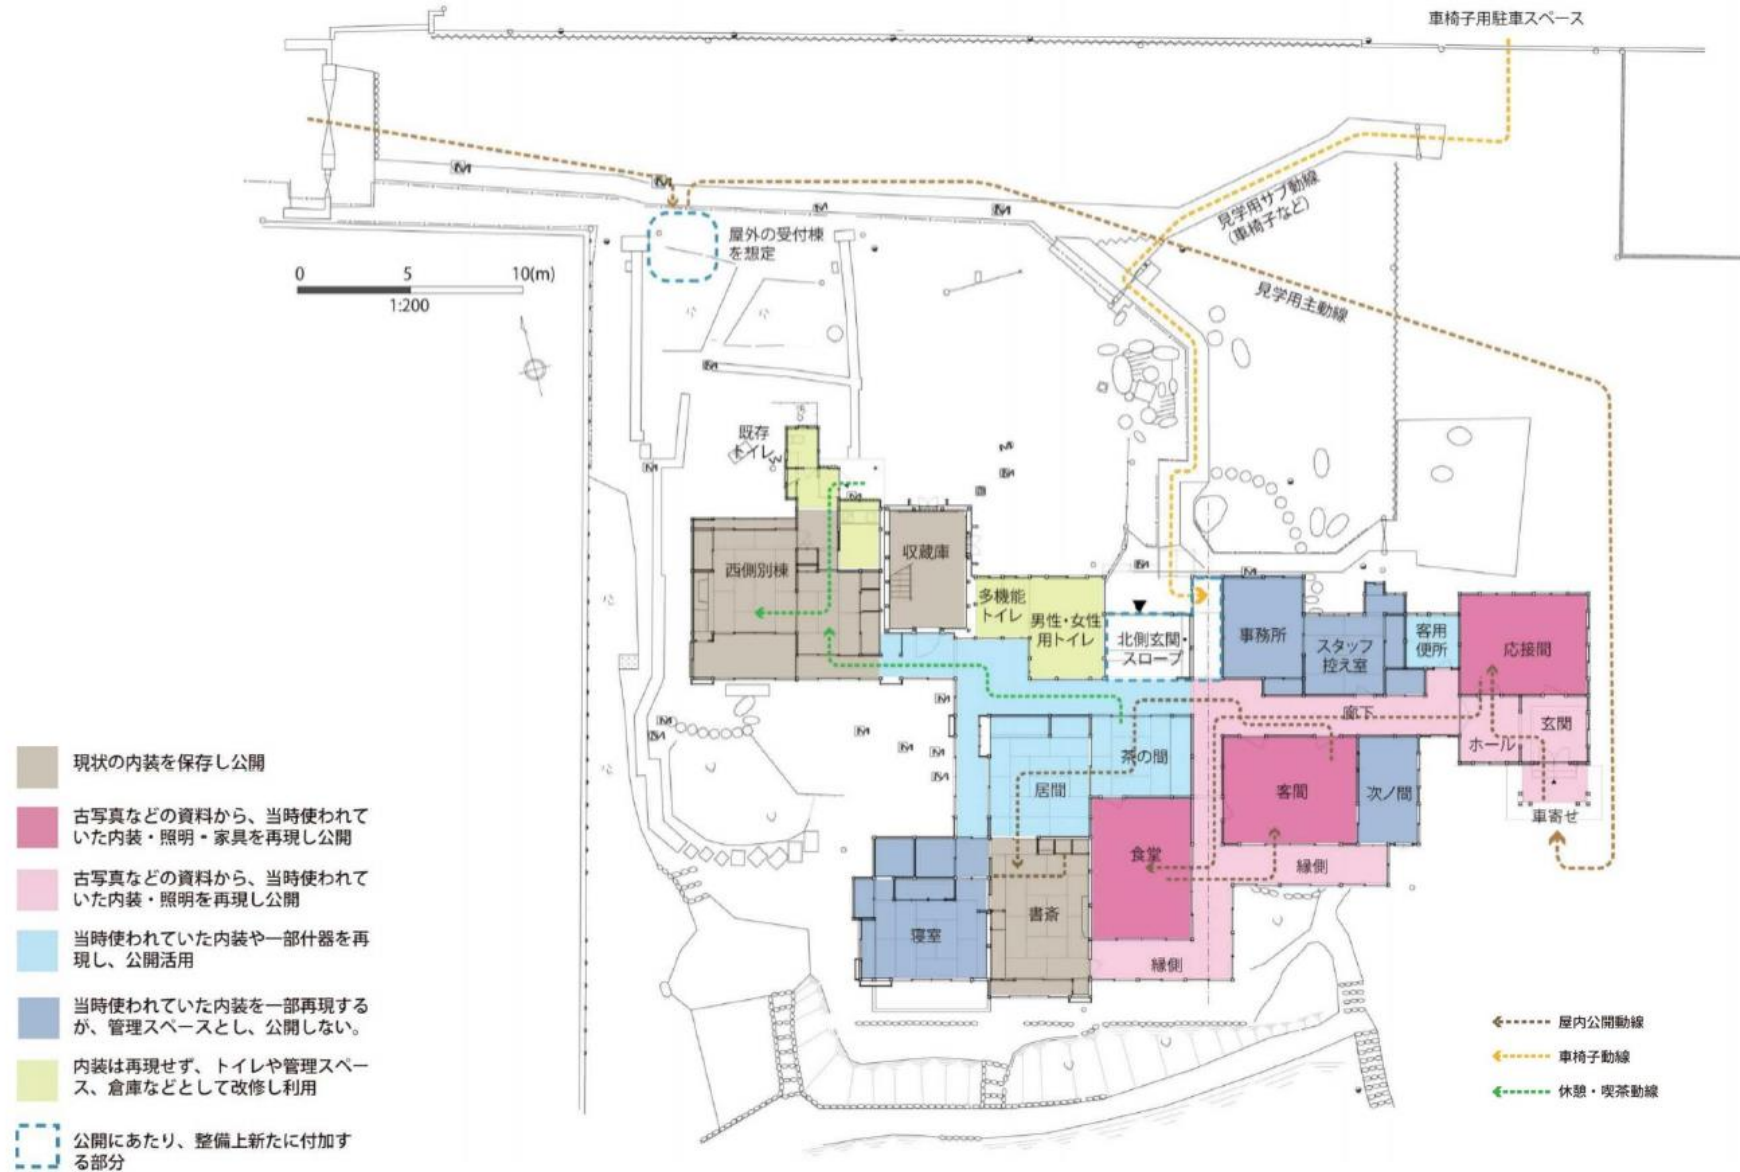 車椅子用駐車スペース
見学用サブ動線
(車椅子など)
屋外の受付棟
を想定
0 5 10(m)
1:200
見学用主動線
既存
トイレ
収蔵庫
西側別棟
多機能
トイレ
男性・女性
用トイレ
北側玄関・
スロープ
事務所
スタッフ
控え室
客用
便所
応接間
廊下
ホール
玄関
茶の間
居間
客間
次ノ間
車寄せ
食堂
縁側
書斎
寝室
縁側
現状の内装を保存し公開
古写真などの資料から、当時使われて
いた内装・照明・家具を再現し公開
古写真などの資料から、当時使われて
いた内装・照明を再現し公開
当時使われていた内装や一部什器を再
現し、公開活用
当時使われていた内装を一部再現する
が、管理スペースとし、公開しない。
内装は再現せず、トイレや管理スペー
ス、倉庫などとして改修し利用
公開にあたり、整備上新たに付加す
る部分
屋内公開動線
車椅子動線
休憩・喫茶動線